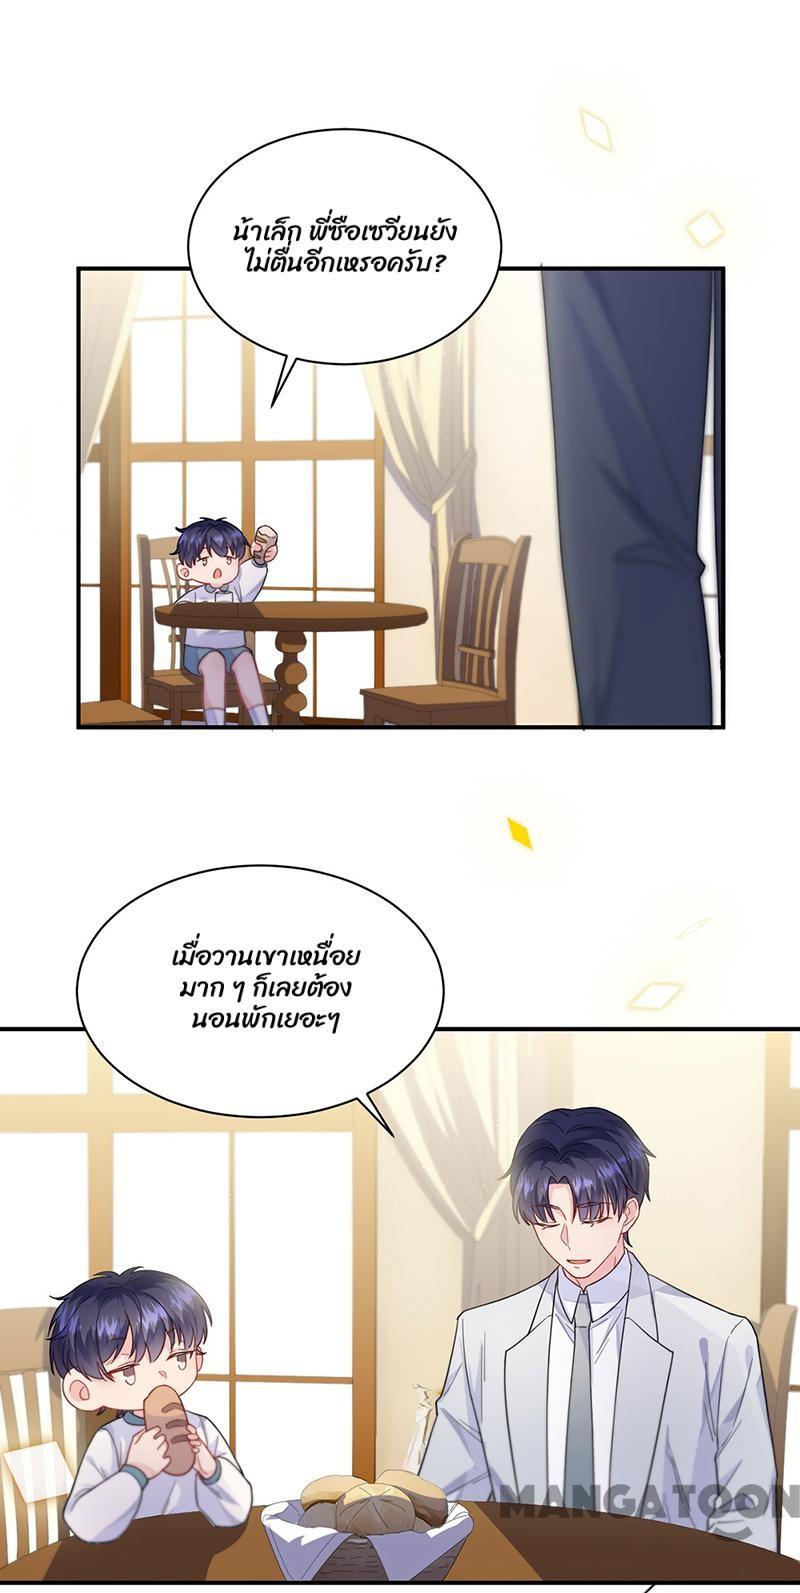 น้าเล็ก พี่ซือเซวียนยัง
ไม่ตื่นอีกเหรอครับ?
เมื่อวานเขาเหนื่อย
มาก ๆ ก็เลยต้อง
นอนพักเยอะๆ
MANGATOON